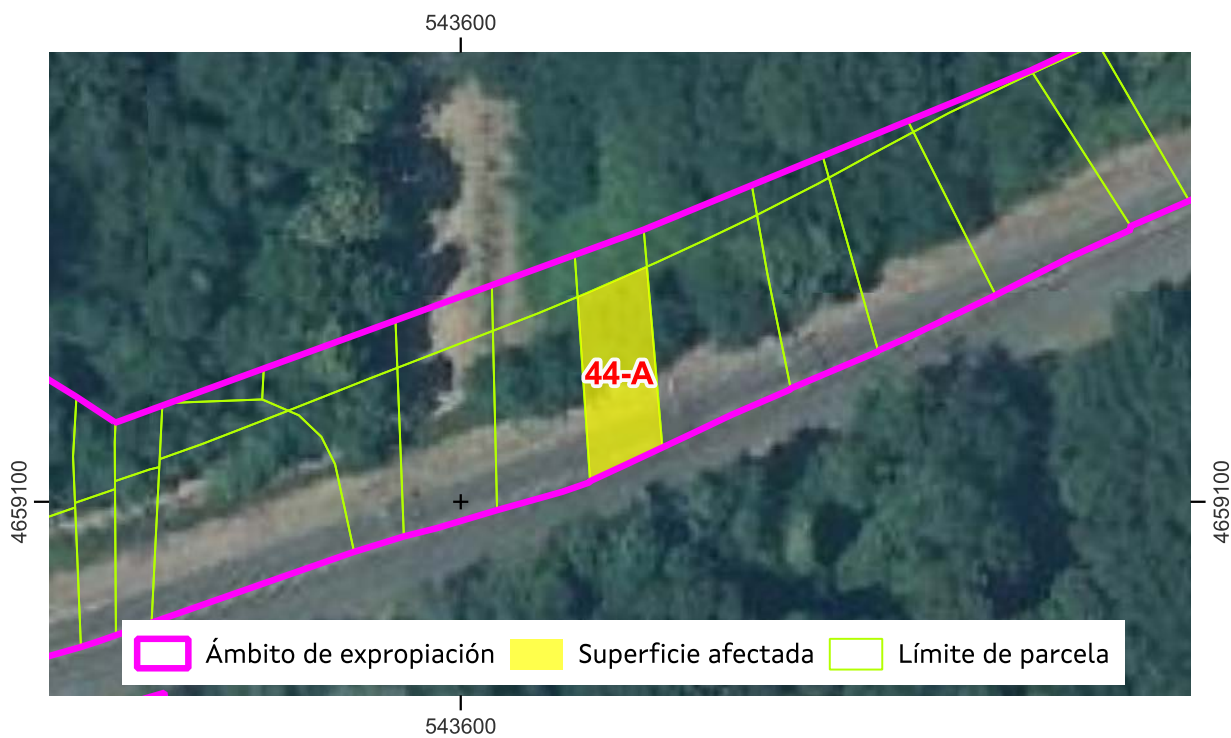 543600
4659100
4659100
44-A
Ámbito de expropiación
Superficie afectada
Límite de parcela
543600